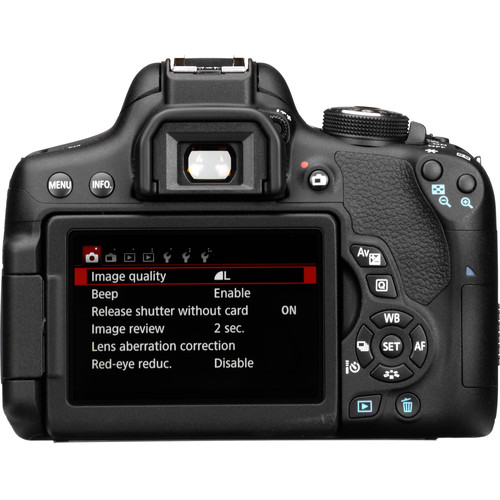 MENU
INFO.
Image quality L
Beep Enable
Release shutter without card ON
Image review 2 sec.
Lens aberration correction
Red-eye reduc. Disable
Av
Q
WB
SET
AF